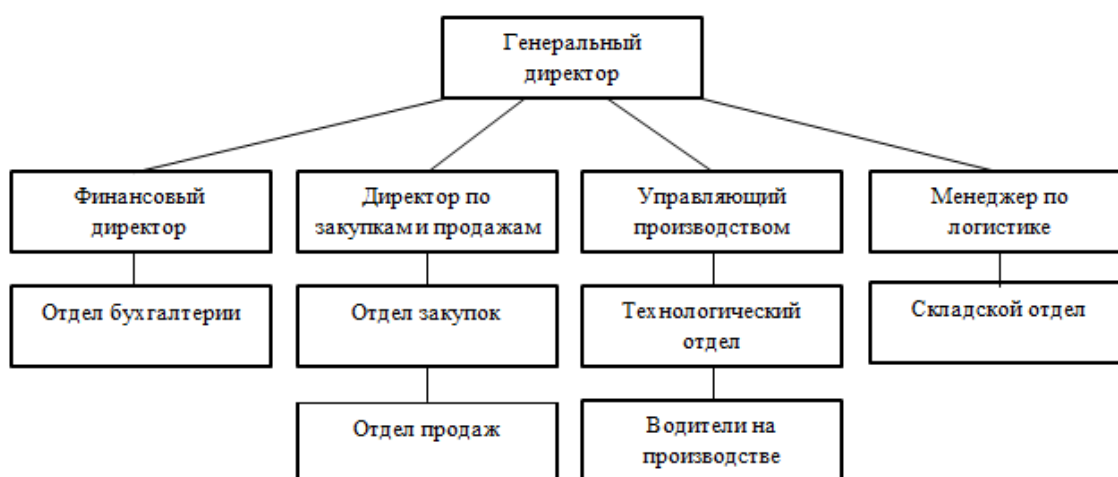 Генеральный
директор
Финансовый
директор
Директор по
закупками продажам
Управляющий
производством
Менеджер по
логистике
Отдел бухгалтерии
Отдел закупок
Технологический
отдел
Складской отдел
Отдел продаж
Водители на
производстве